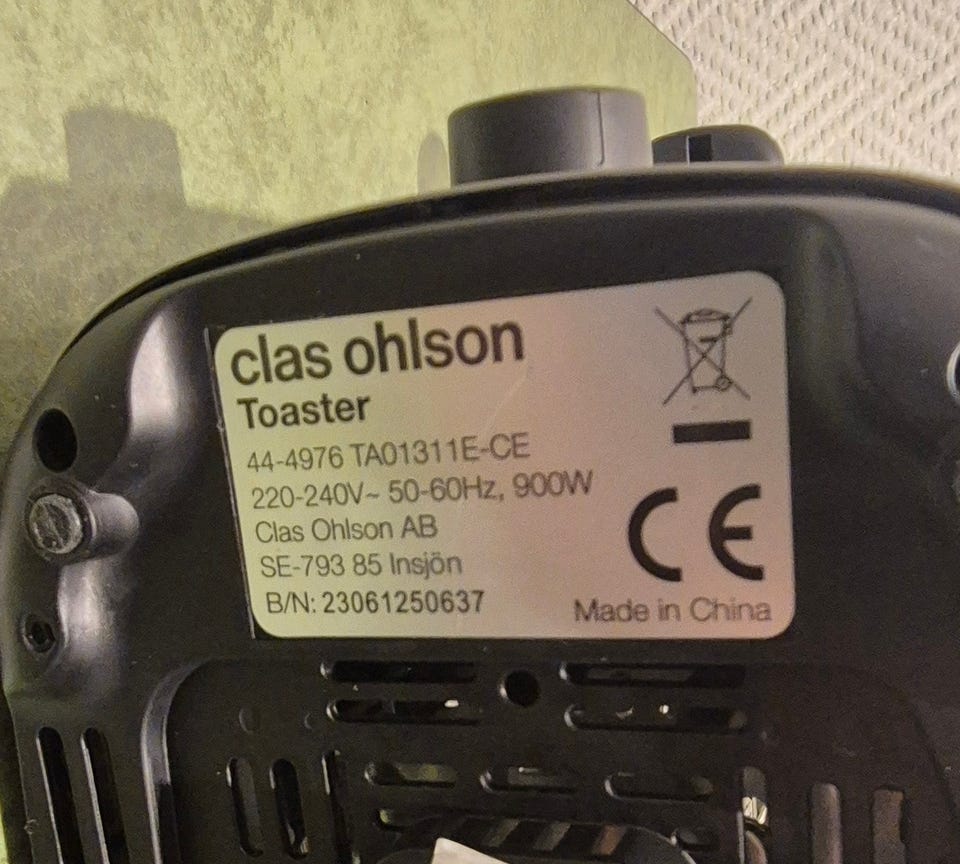 clas ohlson
Toaster
44-4976 TA01311E-CE
220-240V~ 50-60Hz, 900W
Clas Ohlson AB
SE-793 85 Insjön
B/N: 23061250637
CE
Made in China